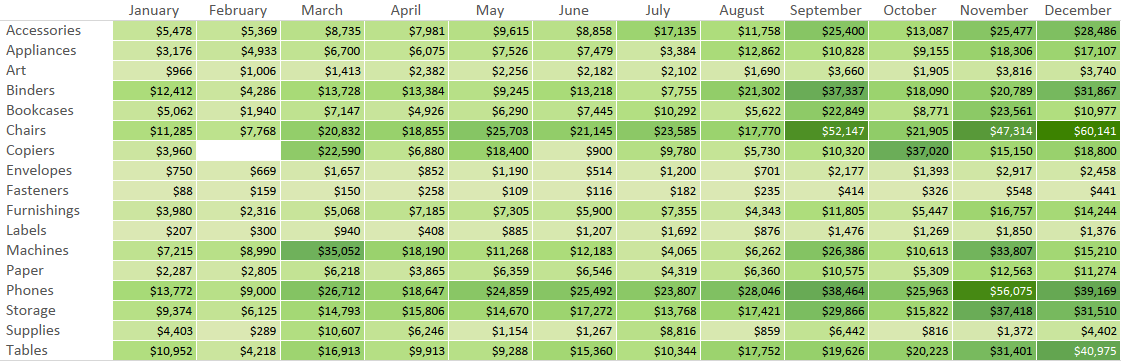 January February March April May June July August September October November December
Accessories $5,478 $5,369 $8,735 $7,981 $9,615 $8,858 $17,135 $11,758 $25,400 $13,087 $25,477 $28,486
Appliances $3,176 $4,933 $6,700 $6,075 $7,526 $7,479 $3,384 $12,862 $10,828 $9,155 $18,306 $17,107
Art $966 $1,006 $1,413 $2,382 $2,256 $2,182 $2,102 $1,690 $3,660 $1,905 $3,816 $3,740
Binders $12,412 $4,286 $13,728 $13,384 $9,245 $13,218 $7,755 $21,302 $37,337 $18,090 $20,789 $31,867
Bookcases $5,062 $1,940 $7,147 $4,926 $6,290 $7,445 $10,292 $5,622 $22,849 $8,771 $23,561 $10,977
Chairs $11,285 $7,768 $20,832 $18,855 $25,703 $21,145 $23,585 $17,770 $52,147 $21,905 $47,314 $60,141
Copiers $3,960 $22,590 $6,880 $18,400 $900 $9,780 $5,730 $10,320 $37,020 $15,150 $18,800
Envelopes $750 $669 $1,657 $852 $1,190 $514 $1,200 $701 $2,177 $1,393 $2,917 $2,458
Fasteners $88 $159 $150 $258 $109 $116 $182 $235 $414 $326 $548 $441
Furnishings $3,980 $2,316 $5,068 $7,185 $7,305 $5,900 $7,355 $4,343 $11,805 $5,447 $16,757 $14,244
Labels $207 $300 $940 $408 $885 $1,207 $1,692 $876 $1,476 $1,269 $1,850 $1,376
Machines $7,215 $8,990 $35,052 $18,190 $11,268 $12,183 $4,065 $6,262 $26,386 $10,613 $33,807 $15,210
Paper $2,287 $2,805 $6,218 $3,865 $6,359 $6,546 $4,319 $6,360 $10,575 $5,309 $12,563 $11,274
Phones $13,772 $9,000 $26,712 $18,647 $24,859 $25,492 $23,807 $28,046 $38,464 $25,963 $56,075 $39,169
Storage $9,374 $6,125 $14,793 $15,806 $14,670 $17,272 $13,768 $17,421 $29,866 $15,822 $37,418 $31,510
Supplies $4,403 $289 $10,607 $6,246 $1,154 $1,267 $8,816 $859 $6,442 $816 $1,372 $4,402
Tables $10,952 $4,218 $16,913 $9,913 $9,288 $15,360 $10,344 $17,752 $19,626 $20,223 $31,401 $40,975